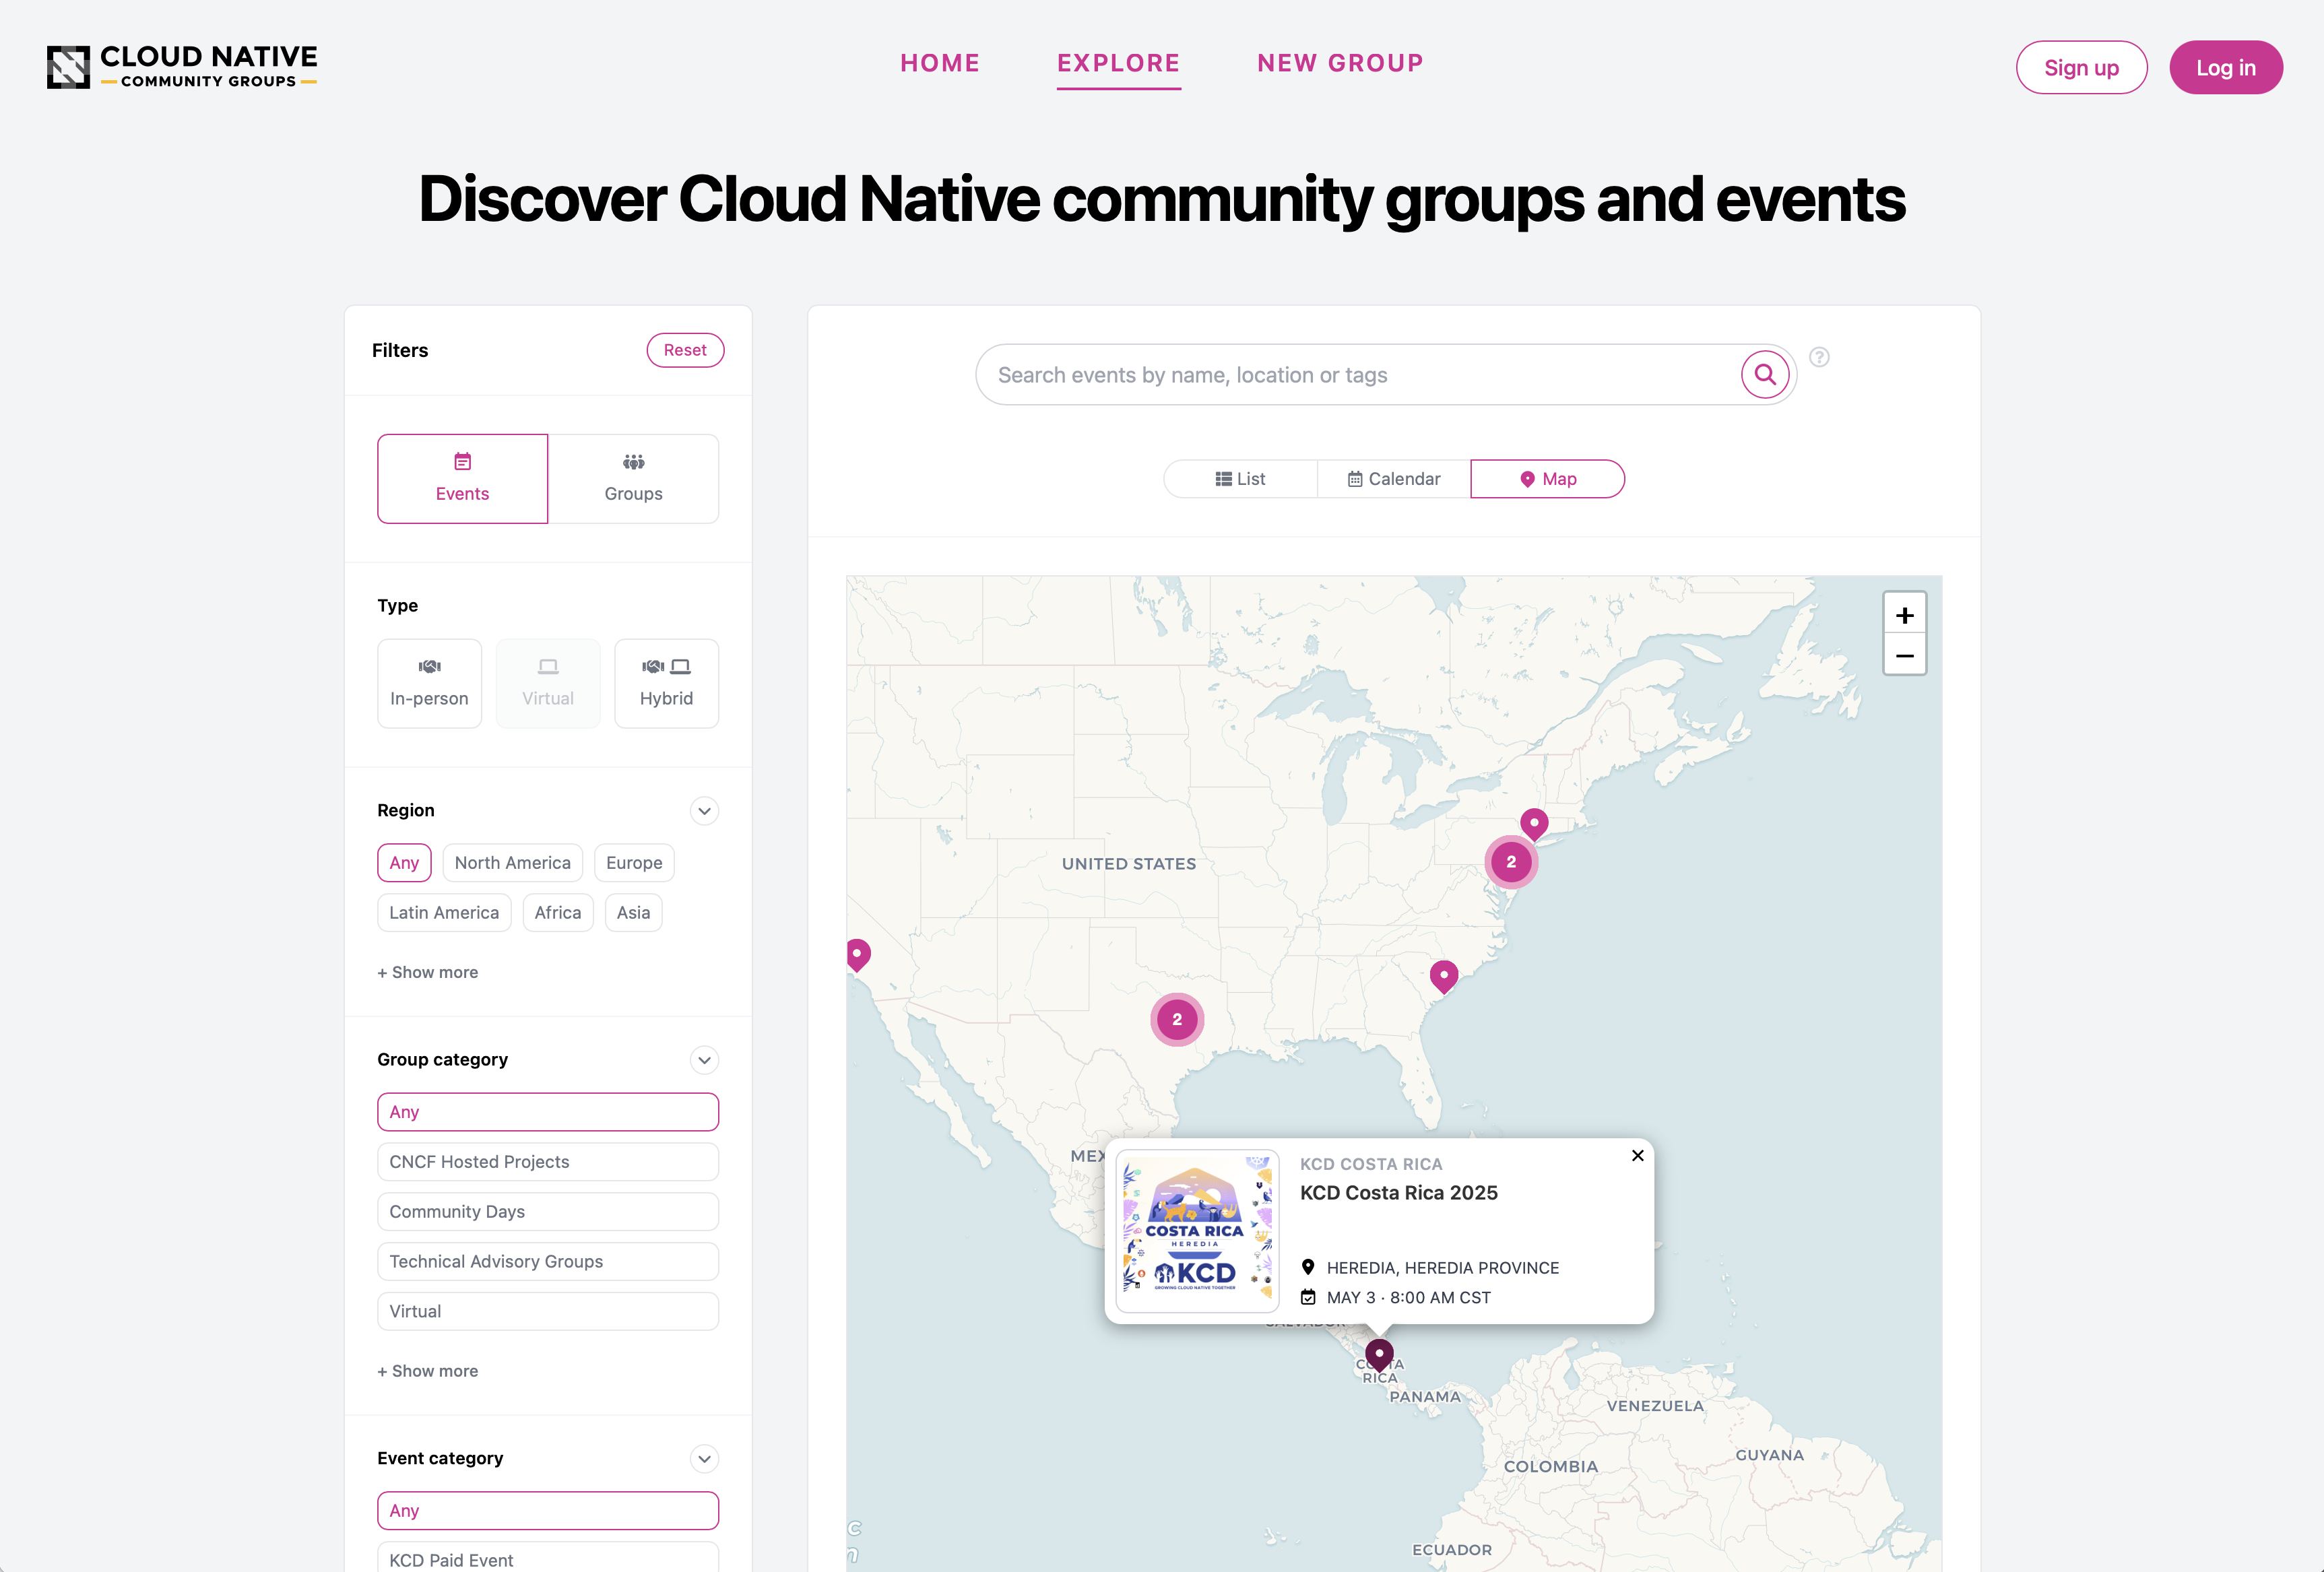 CLOUD NATIVE
COMMUNITY GROUPS
HOME EXPLORE NEW GROUP
Sign up Log in
Discover Cloud Native community groups and events
Filters Reset
Events Groups
Type
In-person Virtual Hybrid
Region
Any North America Europe
Latin America Africa Asia
+ Show more
Group category
Any
CNCF Hosted Projects
Community Days
Technical Advisory Groups
Virtual
+ Show more
Event category
Any
KCD Paid Event
Search events by name, location or tags
?
List Calendar Map
+
−
UNITED STATES
2
2
MEX
KCD COSTA RICA
KCD Costa Rica 2025
HEREDIA, HEREDIA PROVINCE
MAY 3 · 8:00 AM CST
COSTA RICA
HEREDIA
KCD
GROWING CLOUD NATIVE TOGETHER
SALVADOR
COSTA
RICA
PANAMA
VENEZUELA
GUYANA
COLOMBIA
ECUADOR